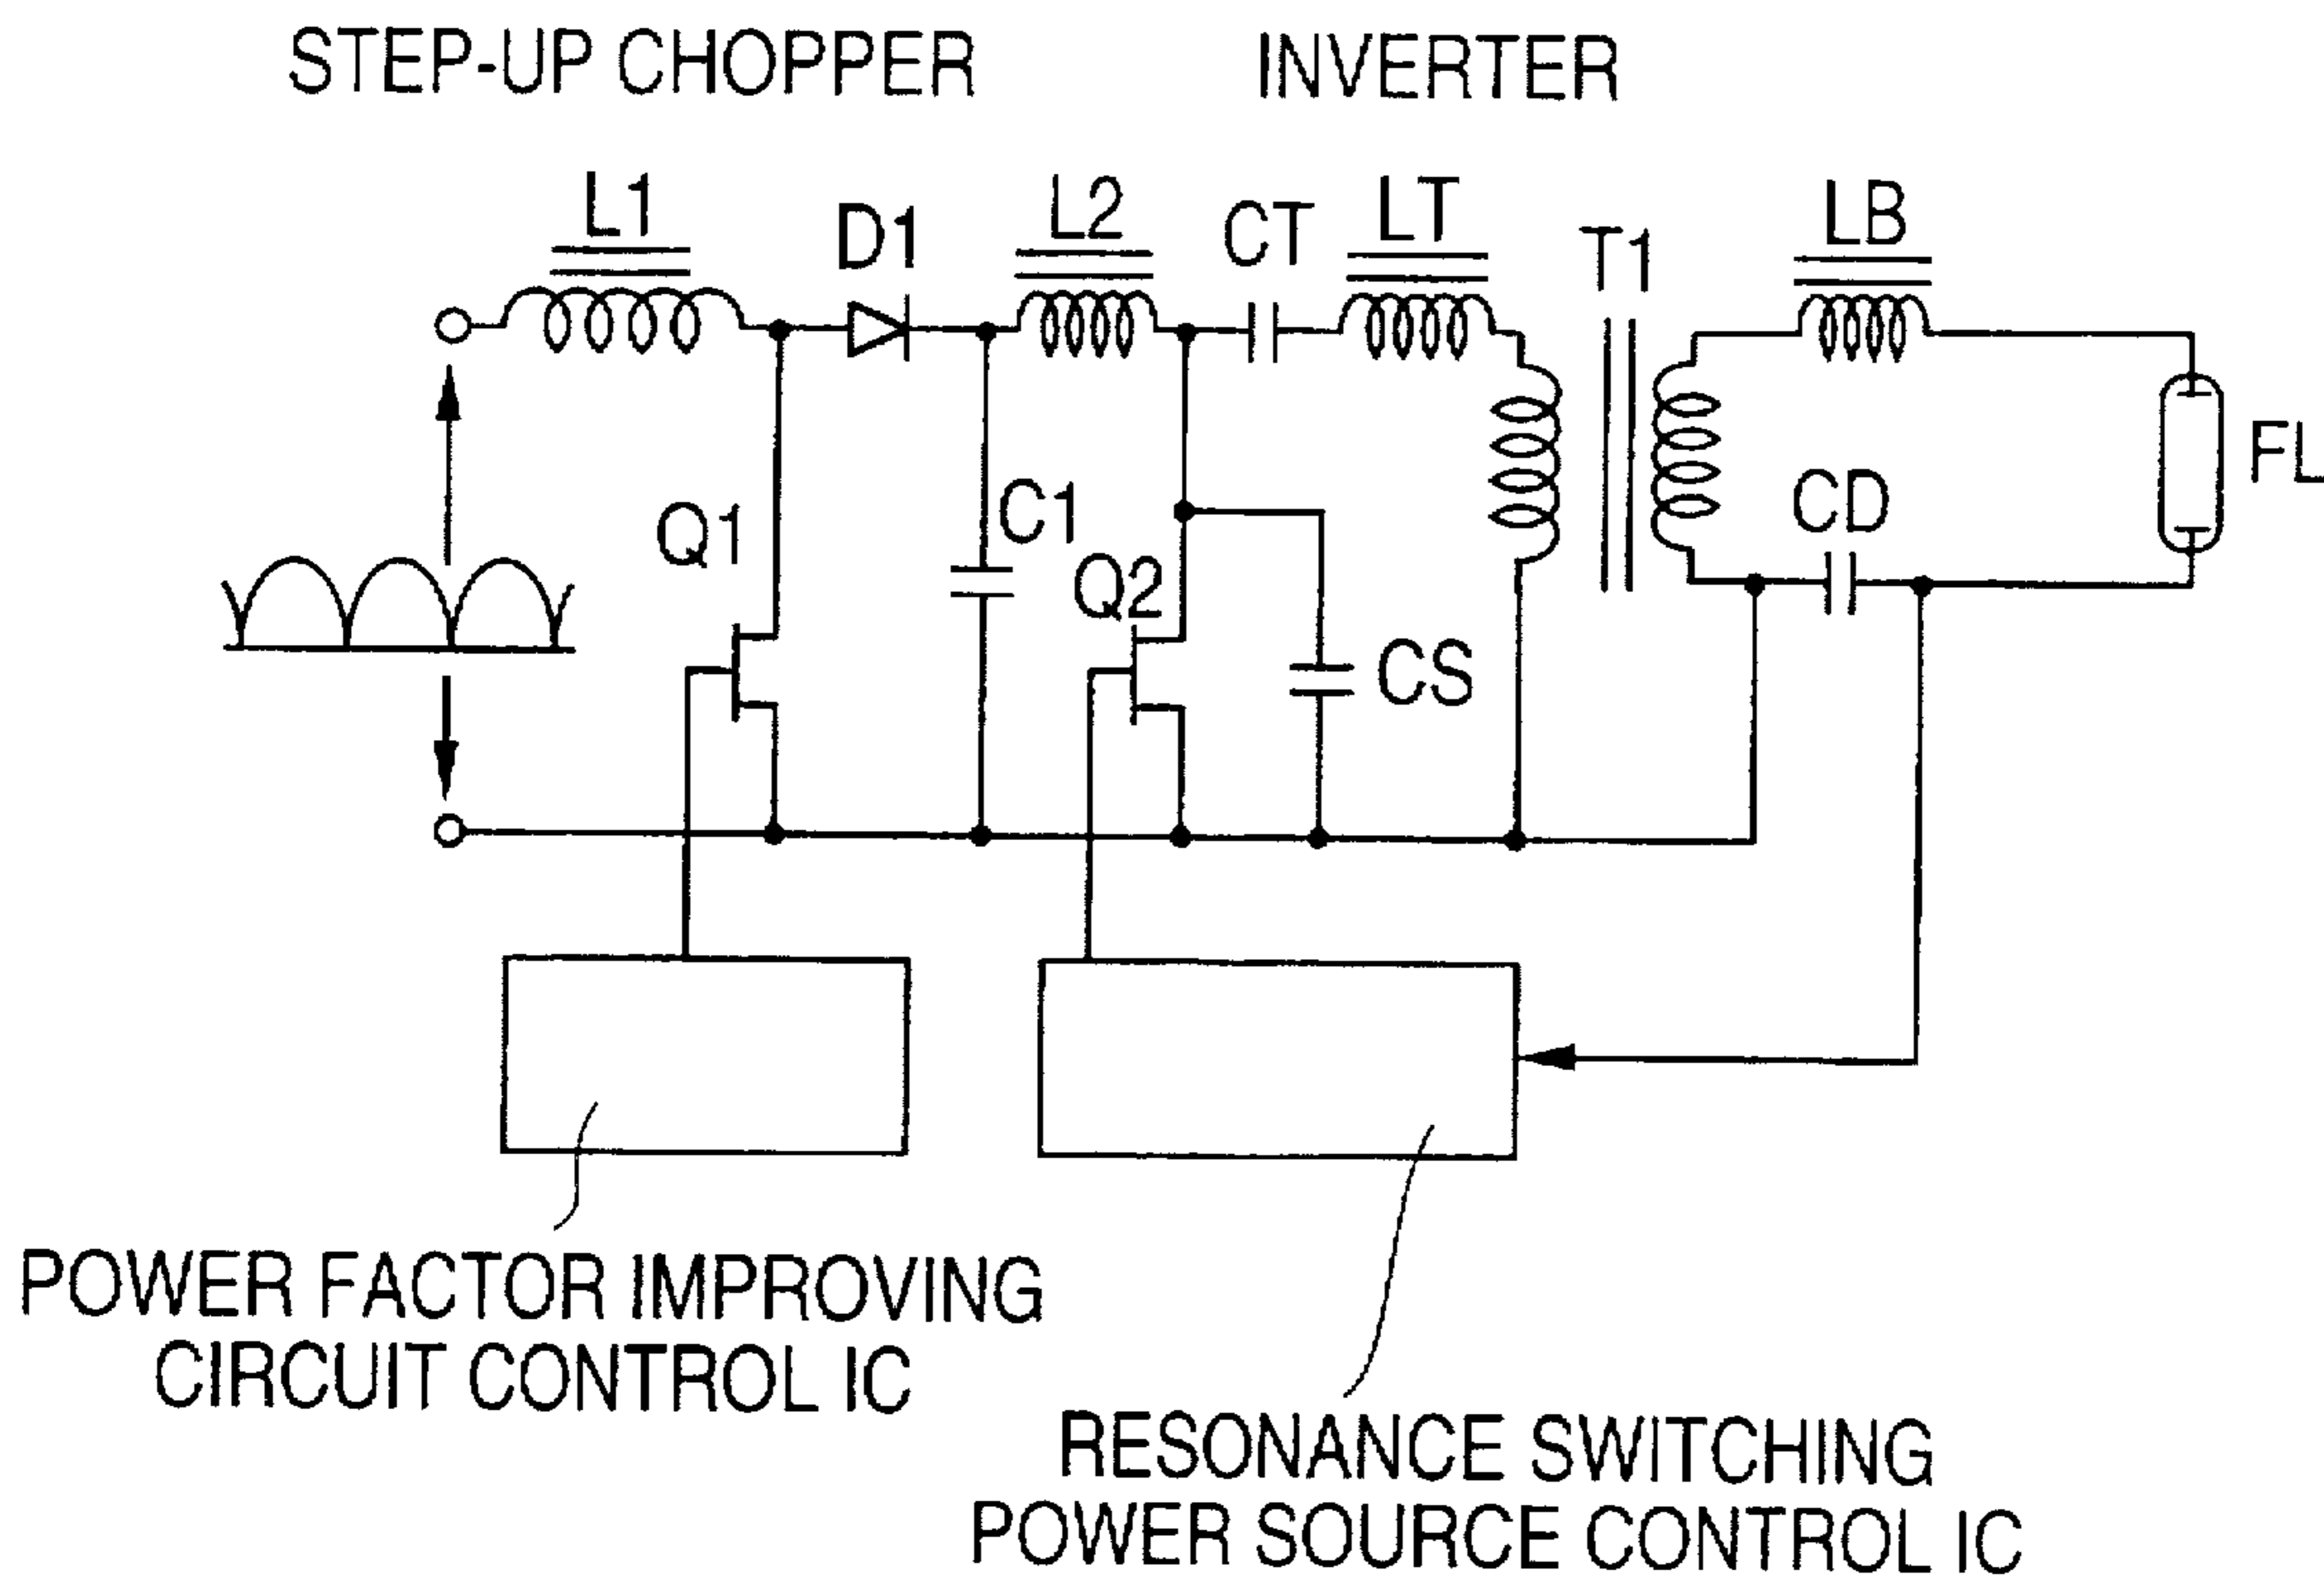 STEP-UP CHOPPER
INVERTER
L1
D1
L2
CT
LT
T1
LB
FL
Q1
C1
Q2
CS
CD
POWER FACTOR IMPROVING
CIRCUIT CONTROL IC
RESONANCE SWITCHING
POWER SOURCE CONTROL IC